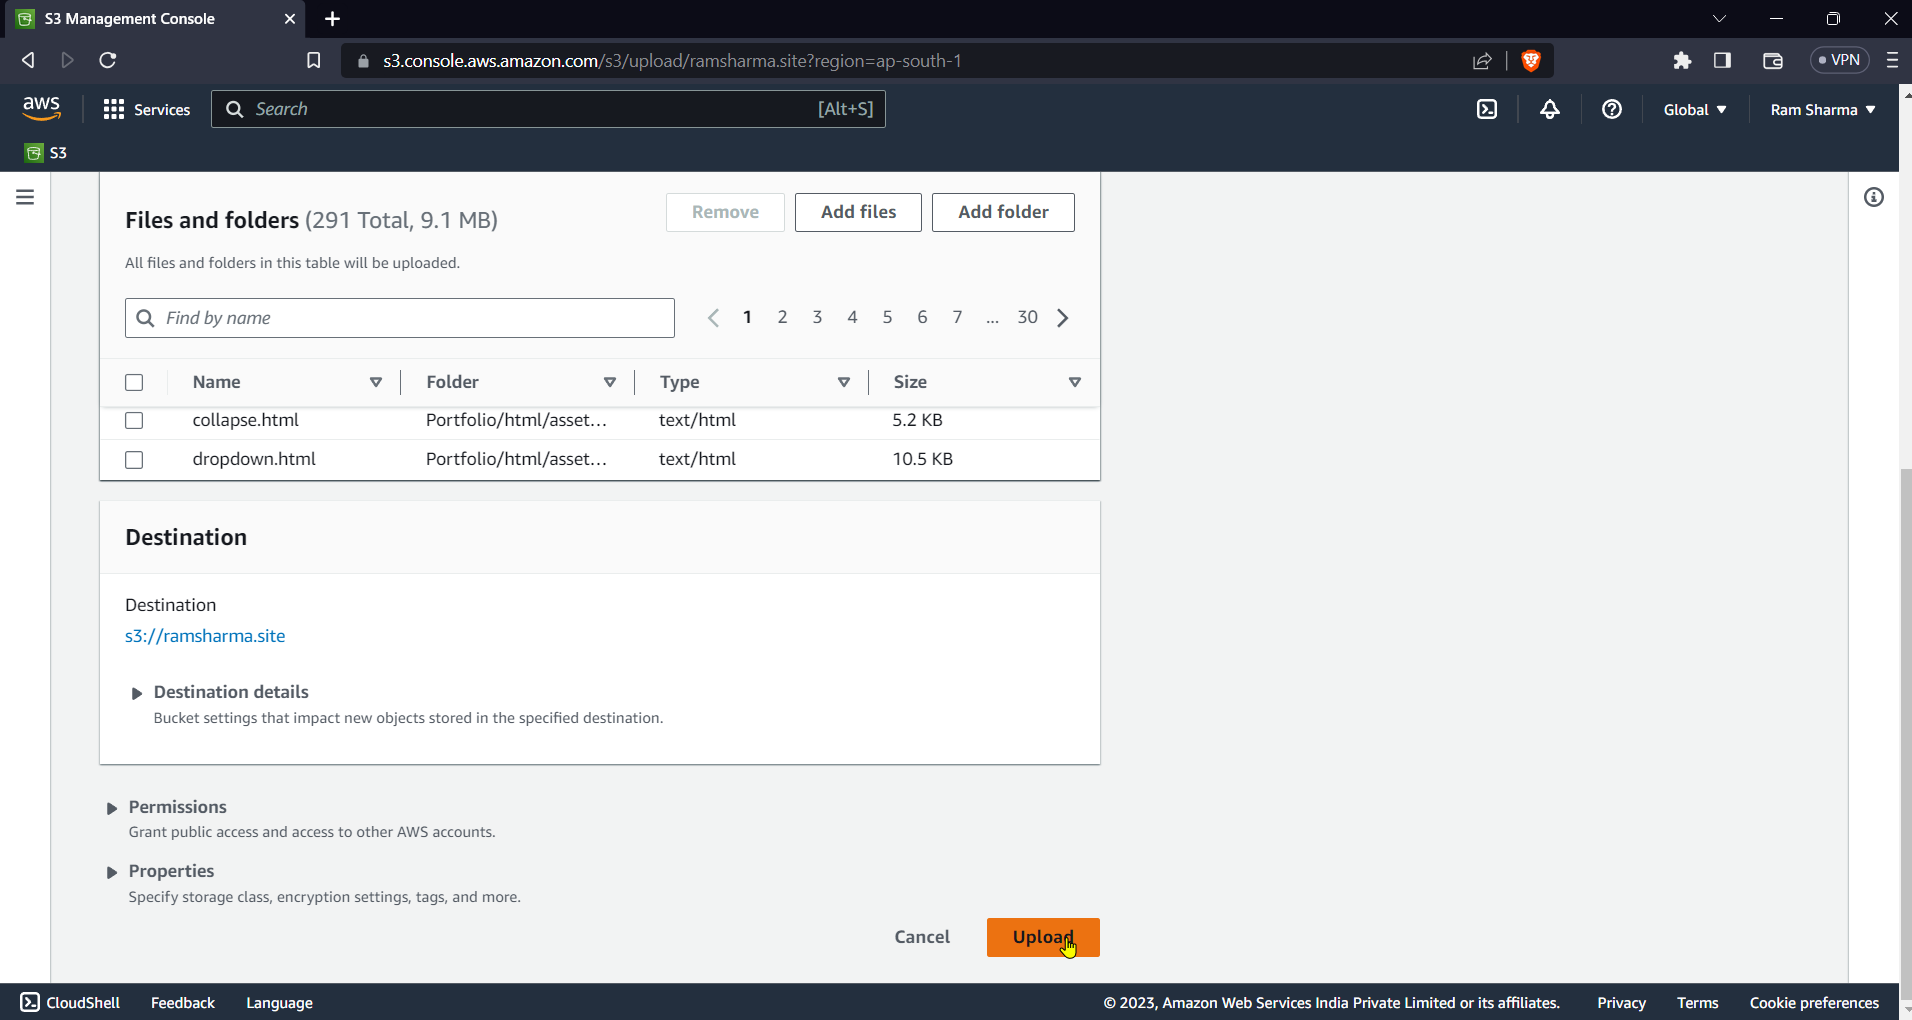 S3 Management Console
s3.console.aws.amazon.com/s3/upload/ramsharma.site?region=ap-south-1
VPN
aws
Services
Search
[Alt+S]
Global
Ram Sharma
S3
Files and folders (291 Total, 9.1 MB)
Remove
Add files
Add folder
All files and folders in this table will be uploaded.
Find by name
1 2 3 4 5 6 7 ... 30
Name Folder Type Size
collapse.html Portfolio/html/asset... text/html 5.2 KB
dropdown.html Portfolio/html/asset... text/html 10.5 KB
Destination
Destination
s3://ramsharma.site
Destination details
Bucket settings that impact new objects stored in the specified destination.
Permissions
Grant public access and access to other AWS accounts.
Properties
Specify storage class, encryption settings, tags, and more.
Cancel
Upload
CloudShell Feedback Language © 2023, Amazon Web Services India Private Limited or its affiliates. Privacy Terms Cookie preferences